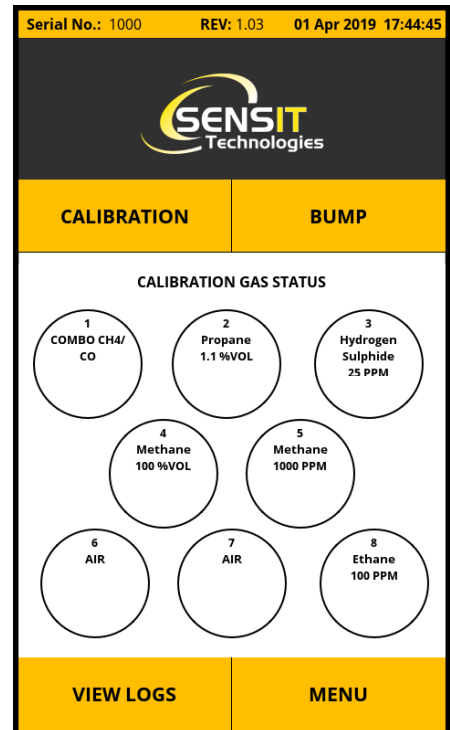 Serial No.: 1000 REV: 1.03 01 Apr 2019 17:44:45
SENSIT
Technologies
CALIBRATION BUMP
CALIBRATION GAS STATUS
1
COMBO CH4/
CO
2
Propane
1.1 %VOL
3
Hydrogen
Sulphide
25 PPM
4
Methane
100 %VOL
5
Methane
1000 PPM
6
AIR
7
AIR
8
Ethane
100 PPM
VIEW LOGS MENU